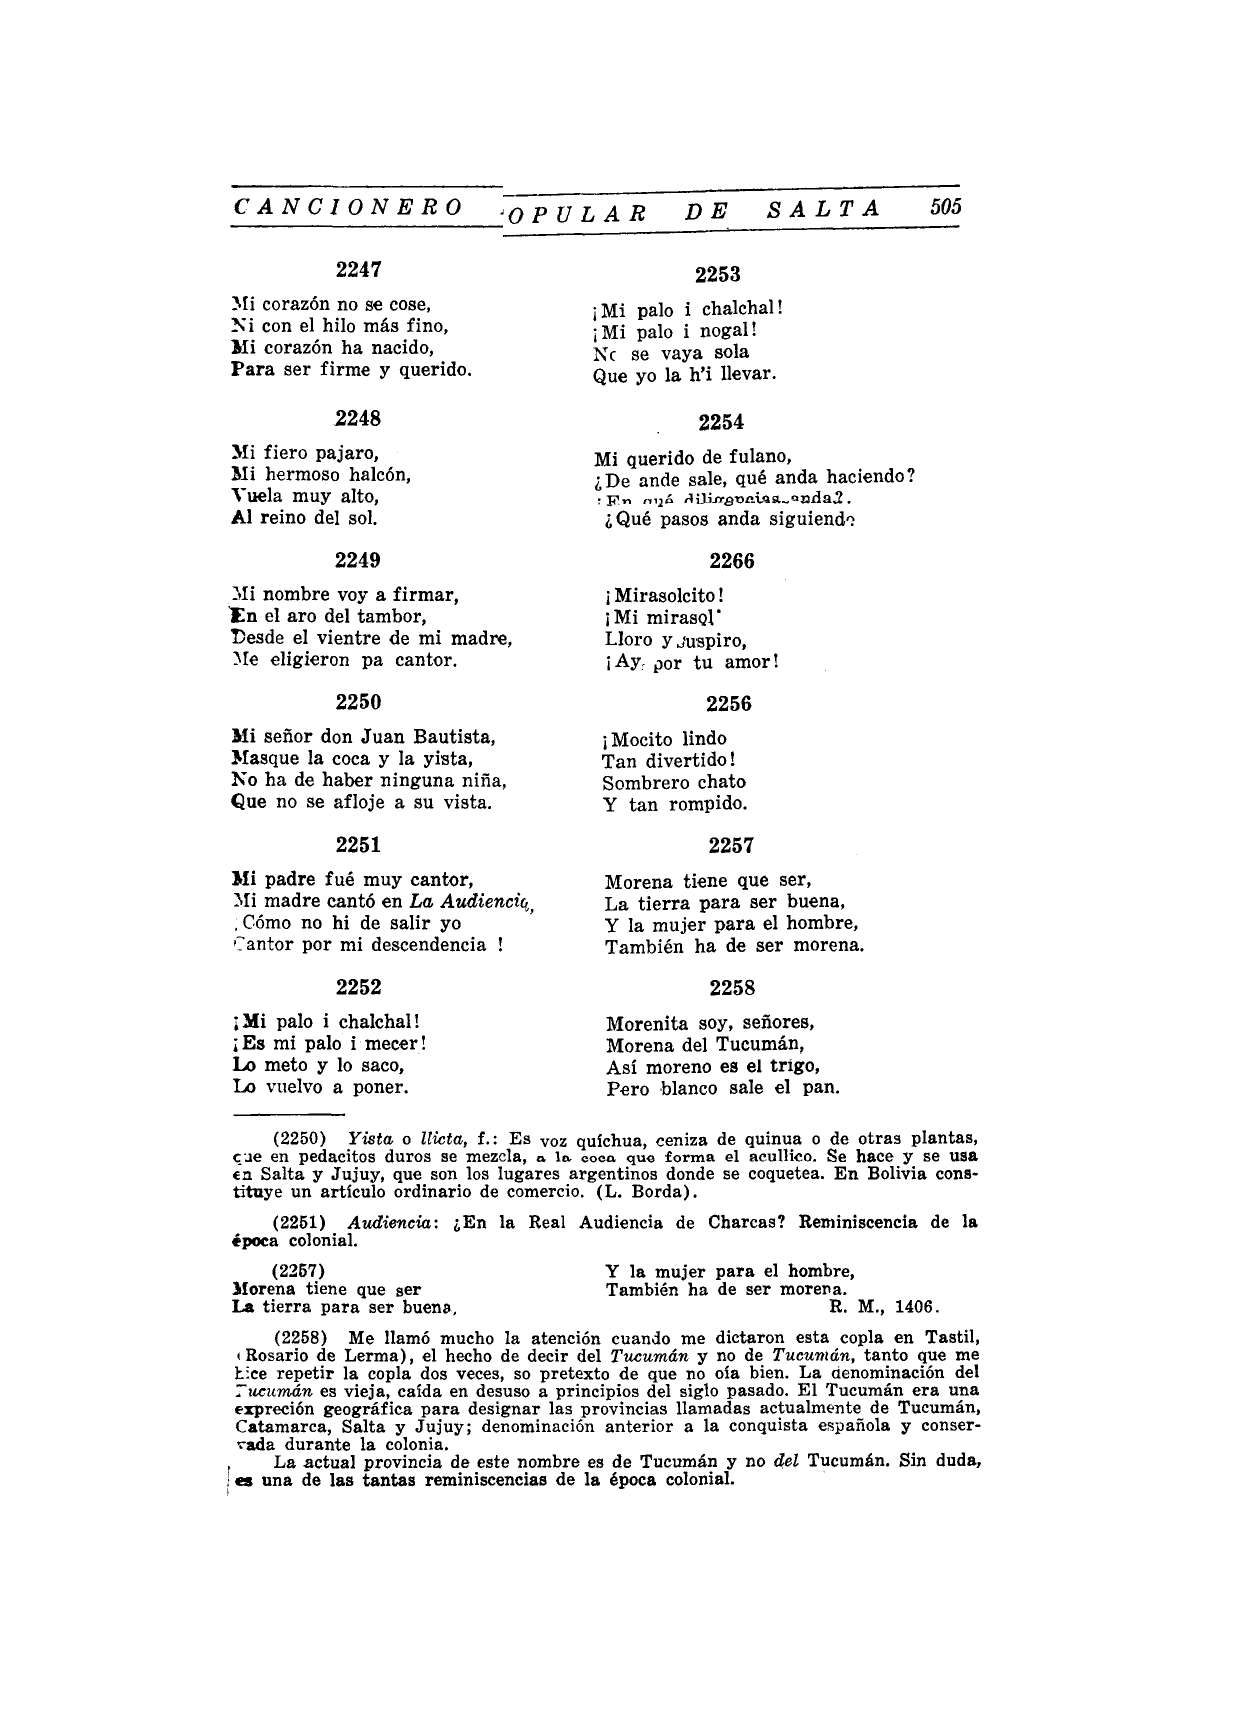 CANCIONERO POPULAR DE SALTA 505
2247
Mi corazón no se cose,
Ni con el hilo más fino,
Mi corazón ha nacido,
Para ser firme y querido.
2248
Mi fiero pajaro,
Mi hermoso halcón,
Vuela muy alto,
Al reino del sol.
2249
Mi nombre voy a firmar,
En el aro del tambor,
Desde el vientre de mi madre,
Me eligieron pa cantor.
2250
Mi señor don Juan Bautista,
Masque la coca y la yista,
No ha de haber ninguna niña,
Que no se afloje a su vista.
2251
Mi padre fué muy cantor,
Mi madre cantó en La Audiencia,
¡Cómo no hi de salir yo
Cantor por mi descendencia !
2252
¡Mi palo i chalchal!
¡Es mi palo i mecer!
Lo meto y lo saco,
Lo vuelvo a poner.
2253
¡Mi palo i chalchal!
¡Mi palo i nogal!
No se vaya sola
Que yo la h'i llevar.
2254
Mi querido de fulano,
¿De ande sale, qué anda haciendo?
¿En qué diligencias anda?
¿Qué pasos anda siguiendo?
2266
¡Mirasolcito!
¡Mi mirasol!
Lloro y suspiro,
¡Ay, por tu amor!
2256
¡Mocito lindo
Tan divertido!
Sombrero chato
Y tan rompido.
2257
Morena tiene que ser,
La tierra para ser buena,
Y la mujer para el hombre,
También ha de ser morena.
2258
Morenita soy, señores,
Morena del Tucumán,
Así moreno es el trigo,
Pero blanco sale el pan.
(2250) Yista o llicta, f.: Es voz quíchua, ceniza de quinua o de otras plantas,
que en pedacitos duros se mezcla, a la coca que forma el acullico. Se hace y se usa
en Salta y Jujuy, que son los lugares argentinos donde se coquetea. En Bolivia cons-
tituye un artículo ordinario de comercio. (L. Borda).
(2251) Audiencia: ¿En la Real Audiencia de Charcas? Reminiscencia de la
época colonial.
(2257)
Morena tiene que ser
La tierra para ser buena,
Y la mujer para el hombre,
También ha de ser morena.
R. M., 1406.
(2258) Me llamó mucho la atención cuando me dictaron esta copla en Tastil,
(Rosario de Lerma), el hecho de decir del Tucumán y no de Tucumán, tanto que me
hice repetir la copla dos veces, so pretexto de que no oía bien. La denominación del
Tucumán es vieja, caída en desuso a principios del siglo pasado. El Tucumán era una
expreción geográfica para designar las provincias llamadas actualmente de Tucumán,
Catamarca, Salta y Jujuy; denominación anterior a la conquista española y conser-
vada durante la colonia.
La actual provincia de este nombre es de Tucumán y no del Tucumán. Sin duda,
es una de las tantas reminiscencias de la época colonial.